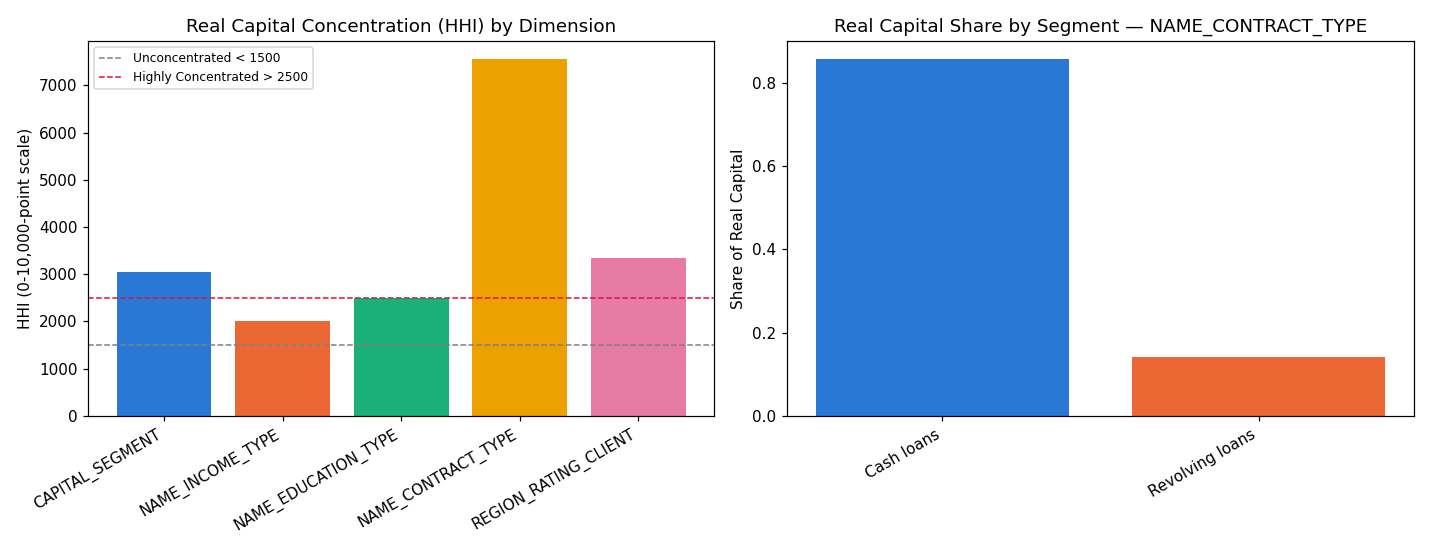 Real Capital Concentration (HHI) by Dimension
HHI (0-10,000-point scale)
7000
6000
5000
4000
3000
2000
1000
0
Unconcentrated < 1500
Highly Concentrated > 2500
CAPITAL_SEGMENT
NAME_INCOME_TYPE
NAME_EDUCATION_TYPE
NAME_CONTRACT_TYPE
REGION_RATING_CLIENT
Real Capital Share by Segment — NAME_CONTRACT_TYPE
Share of Real Capital
0.8
0.6
0.4
0.2
0.0
Cash loans
Revolving loans